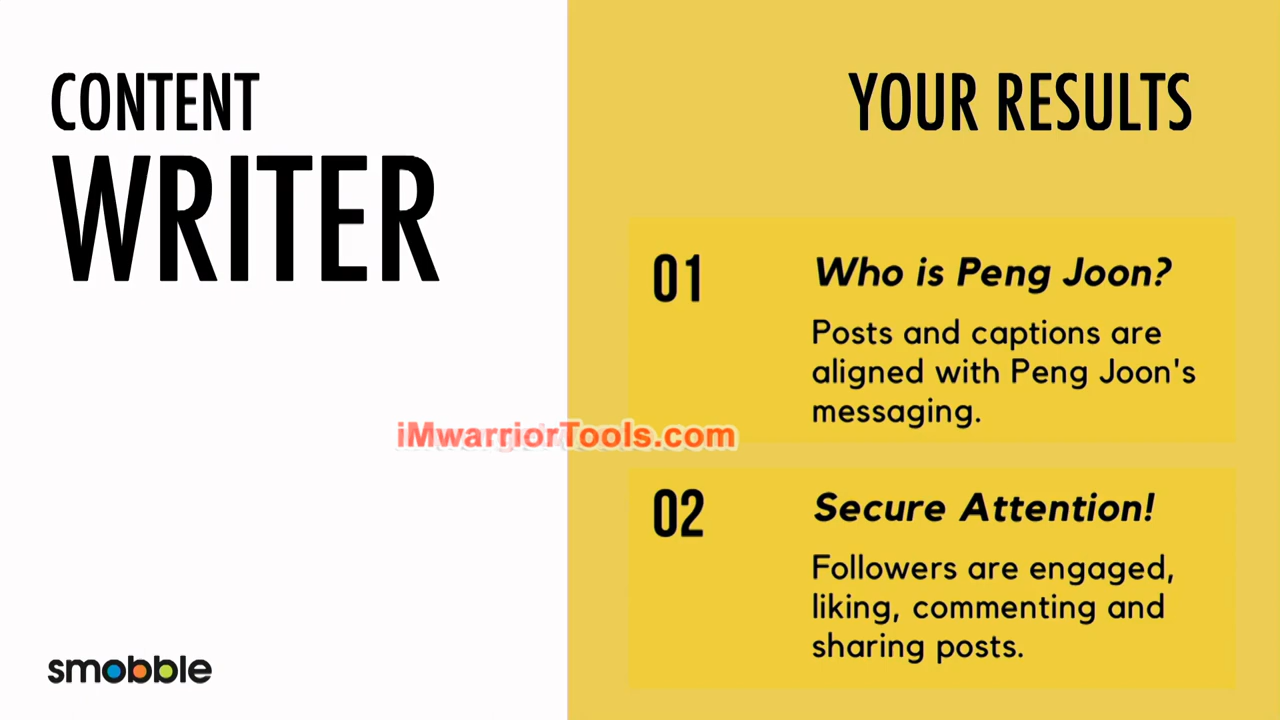 CONTENT
WRITER
YOUR RESULTS
01
Who is Peng Joon?
Posts and captions are
aligned with Peng Joon's
messaging.
iMwarriorTools.com
02
Secure Attention!
Followers are engaged,
liking, commenting and
sharing posts.
smobble